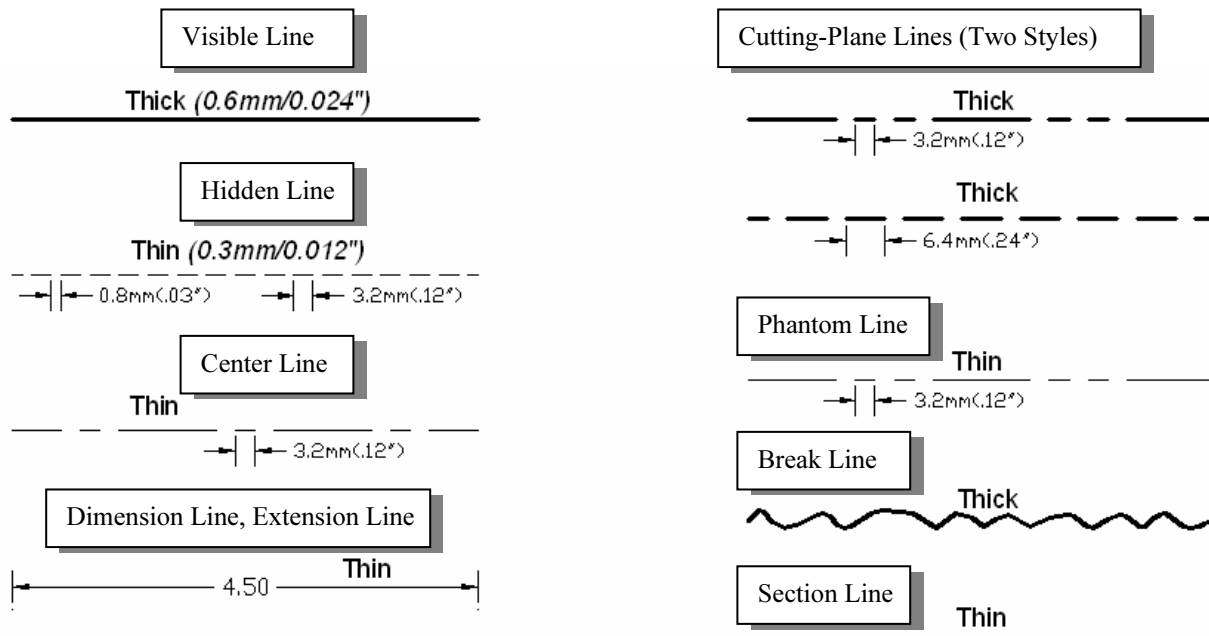 Visible Line
Thick (0.6mm/0.024")
Hidden Line
Thin (0.3mm/0.012")
0.8mm(.03")
3.2mm(.12")
Center Line
Thin
3.2mm(.12")
Dimension Line, Extension Line
Thin
4.50
Cutting-Plane Lines (Two Styles)
Thick
3.2mm(.12")
Thick
6.4mm(.24")
Phantom Line
Thin
3.2mm(.12")
Break Line
Thick
Section Line
Thin